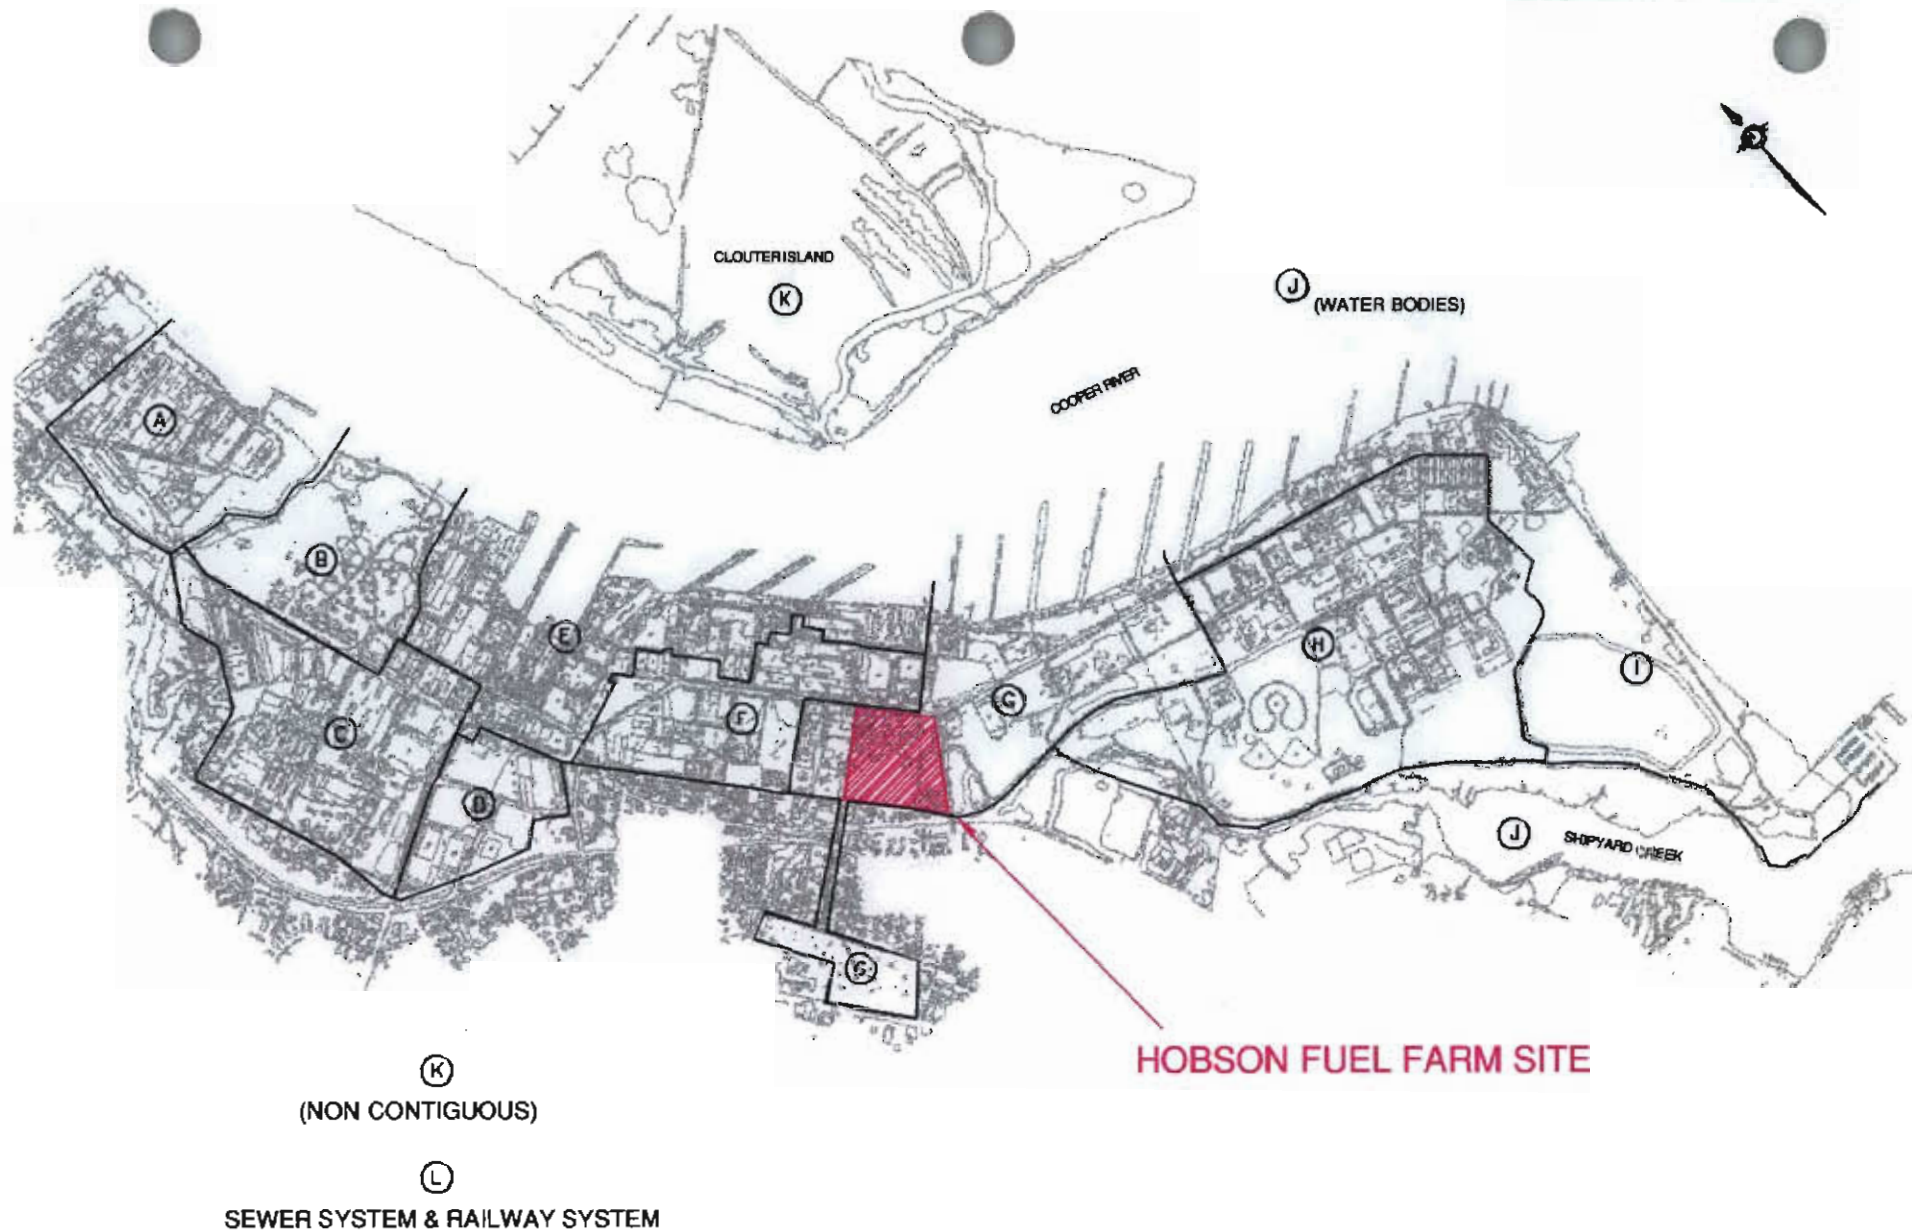 CLOUTER ISLAND
K
J
(WATER BODIES)
COOPER RIVER
A
B
E
H
I
G
F
C
D
J
SHIPYARD CREEK
G
HOBSON FUEL FARM SITE
K
(NON CONTIGUOUS)
L
SEWER SYSTEM & RAILWAY SYSTEM